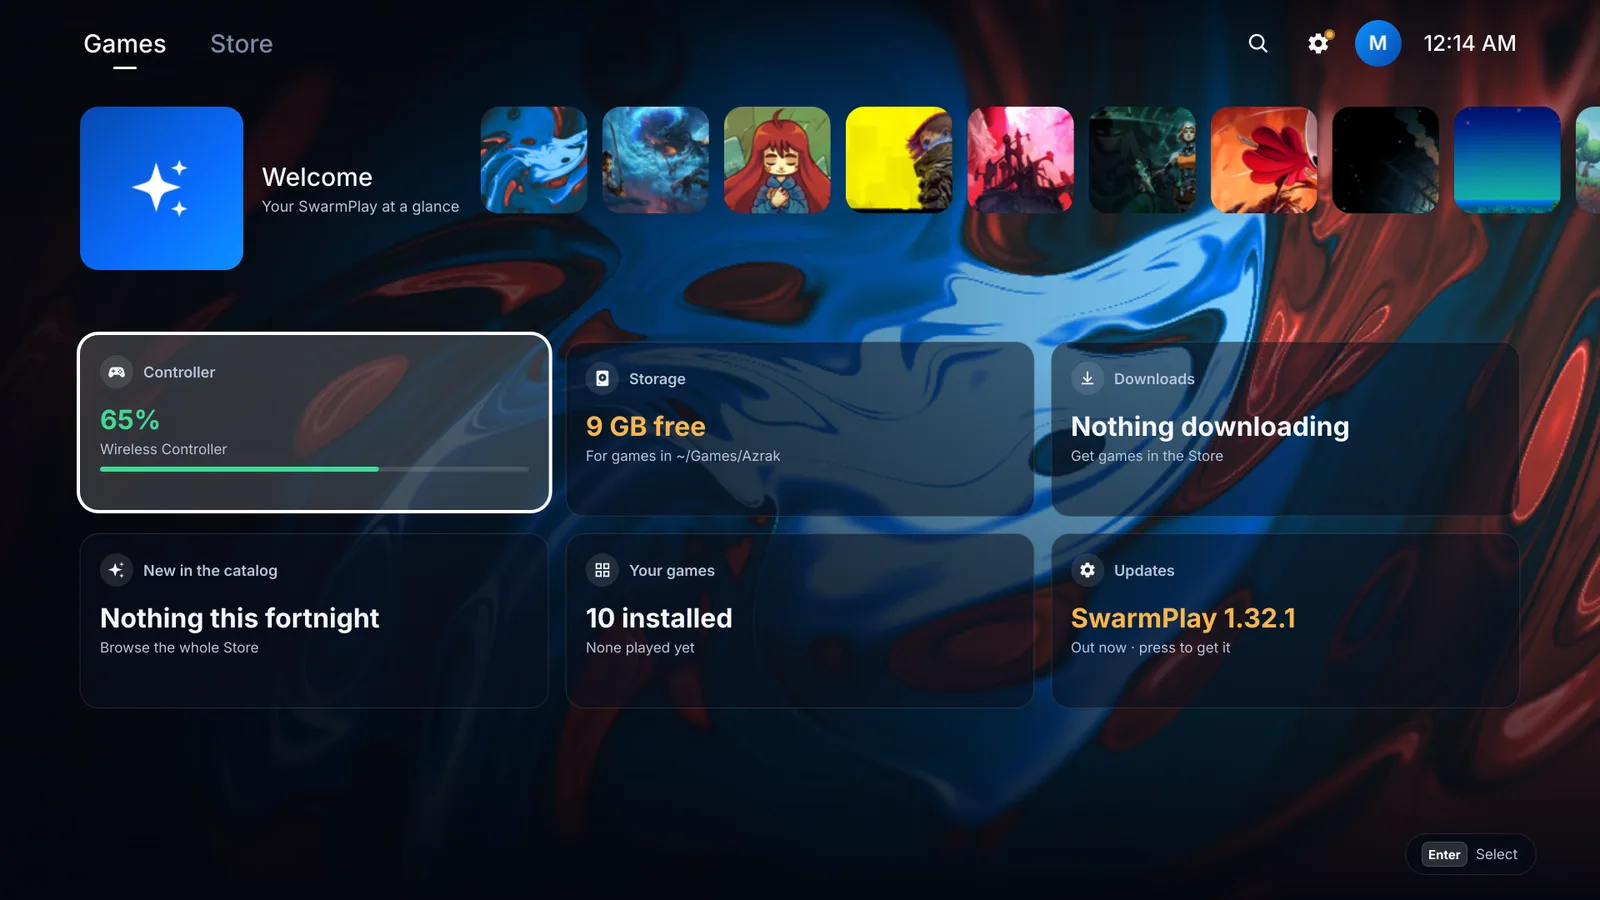 Games
Store
M
12:14 AM
Welcome
Your SwarmPlay at a glance
Controller
65%
Wireless Controller
Storage
9 GB free
For games in ~/Games/Azrak
Downloads
Nothing downloading
Get games in the Store
New in the catalog
Nothing this fortnight
Browse the whole Store
Your games
10 installed
None played yet
Updates
SwarmPlay 1.32.1
Out now · press to get it
Enter Select